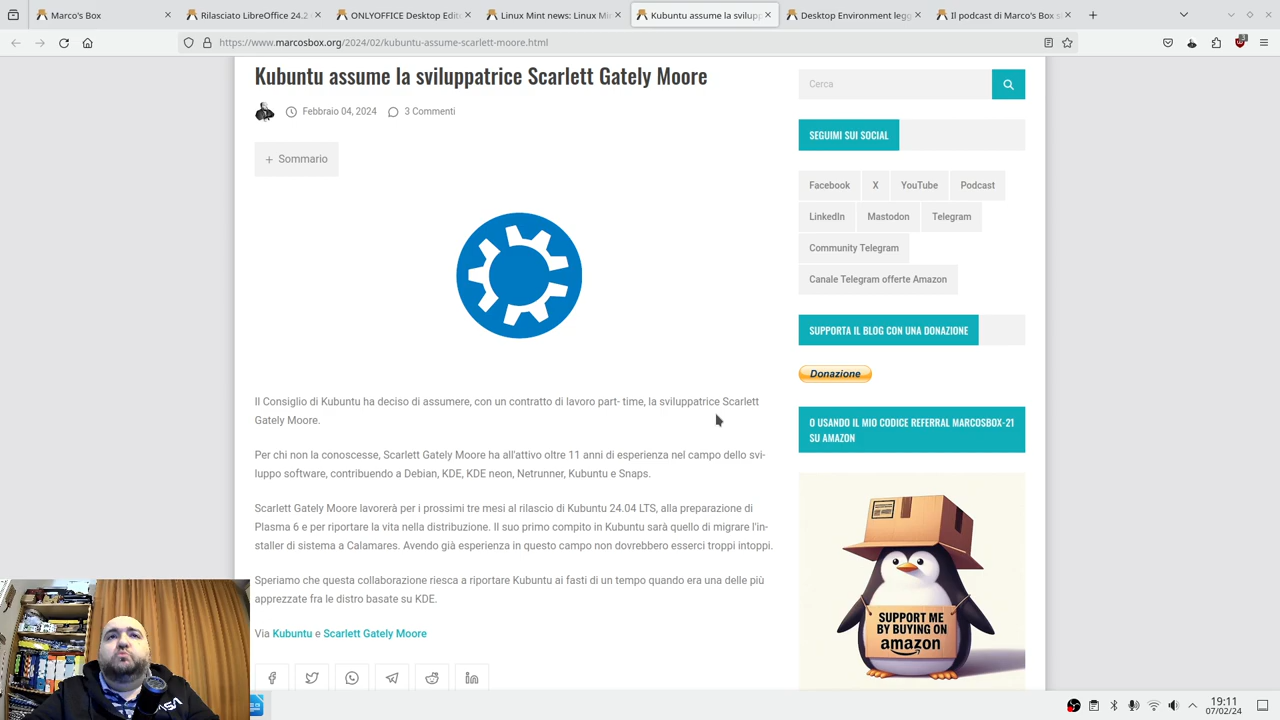 Marco's Box
Rilasciato LibreOffice 24.2
ONLYOFFICE Desktop Edit
Linux Mint news: Linux Mi
Kubuntu assume la svilupp
Desktop Environment legg
Il podcast di Marco's Box s
https://www.marcosbox.org/2024/02/kubuntu-assume-scarlett-moore.html
Kubuntu assume la sviluppatrice Scarlett Gately Moore
Febbraio 04, 2024
3 Commenti
+ Sommario
Il Consiglio di Kubuntu ha deciso di assumere, con un contratto di lavoro part- time, la sviluppatrice Scarlett
Gately Moore.
Per chi non la conoscesse, Scarlett Gately Moore ha all'attivo oltre 11 anni di esperienza nel campo dello svi-
luppo software, contribuendo a Debian, KDE, KDE neon, Netrunner, Kubuntu e Snaps.
Scarlett Gately Moore lavorerà per i prossimi tre mesi al rilascio di Kubuntu 24.04 LTS, alla preparazione di
Plasma 6 e per riportare la vita nella distribuzione. Il suo primo compito in Kubuntu sarà quello di migrare l'in-
staller di sistema a Calamares. Avendo già esperienza in questo campo non dovrebbero esserci troppi intoppi.
Speriamo che questa collaborazione riesca a riportare Kubuntu ai fasti di un tempo quando era una delle più
apprezzate fra le distro basate su KDE.
Via Kubuntu e Scarlett Gately Moore
Cerca
SEGUIMI SUI SOCIAL
Facebook X YouTube Podcast
LinkedIn Mastodon Telegram
Community Telegram
Canale Telegram offerte Amazon
SUPPORTA IL BLOG CON UNA DONAZIONE
Donazione
O USANDO IL MIO CODICE REFERRAL MARCOSBOX-21
SU AMAZON
SUPPORT ME
BY BUYING ON
amazon
19:11
07/02/24